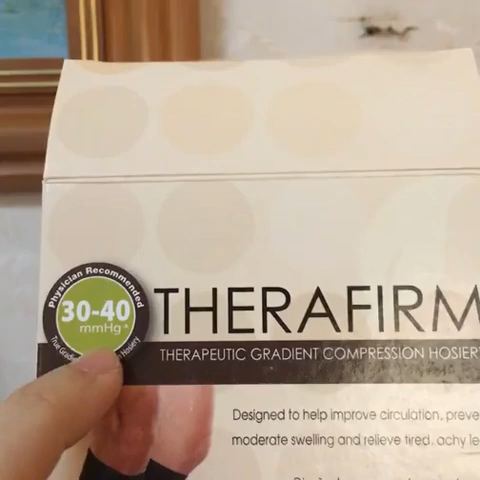 Physician Recommended
30-40
mmHg*
THERAFIRM
THERAPEUTIC GRADIENT COMPRESSION HOSIERY
Designed to help improve circulation, preve
moderate swelling and relieve tired, achy le